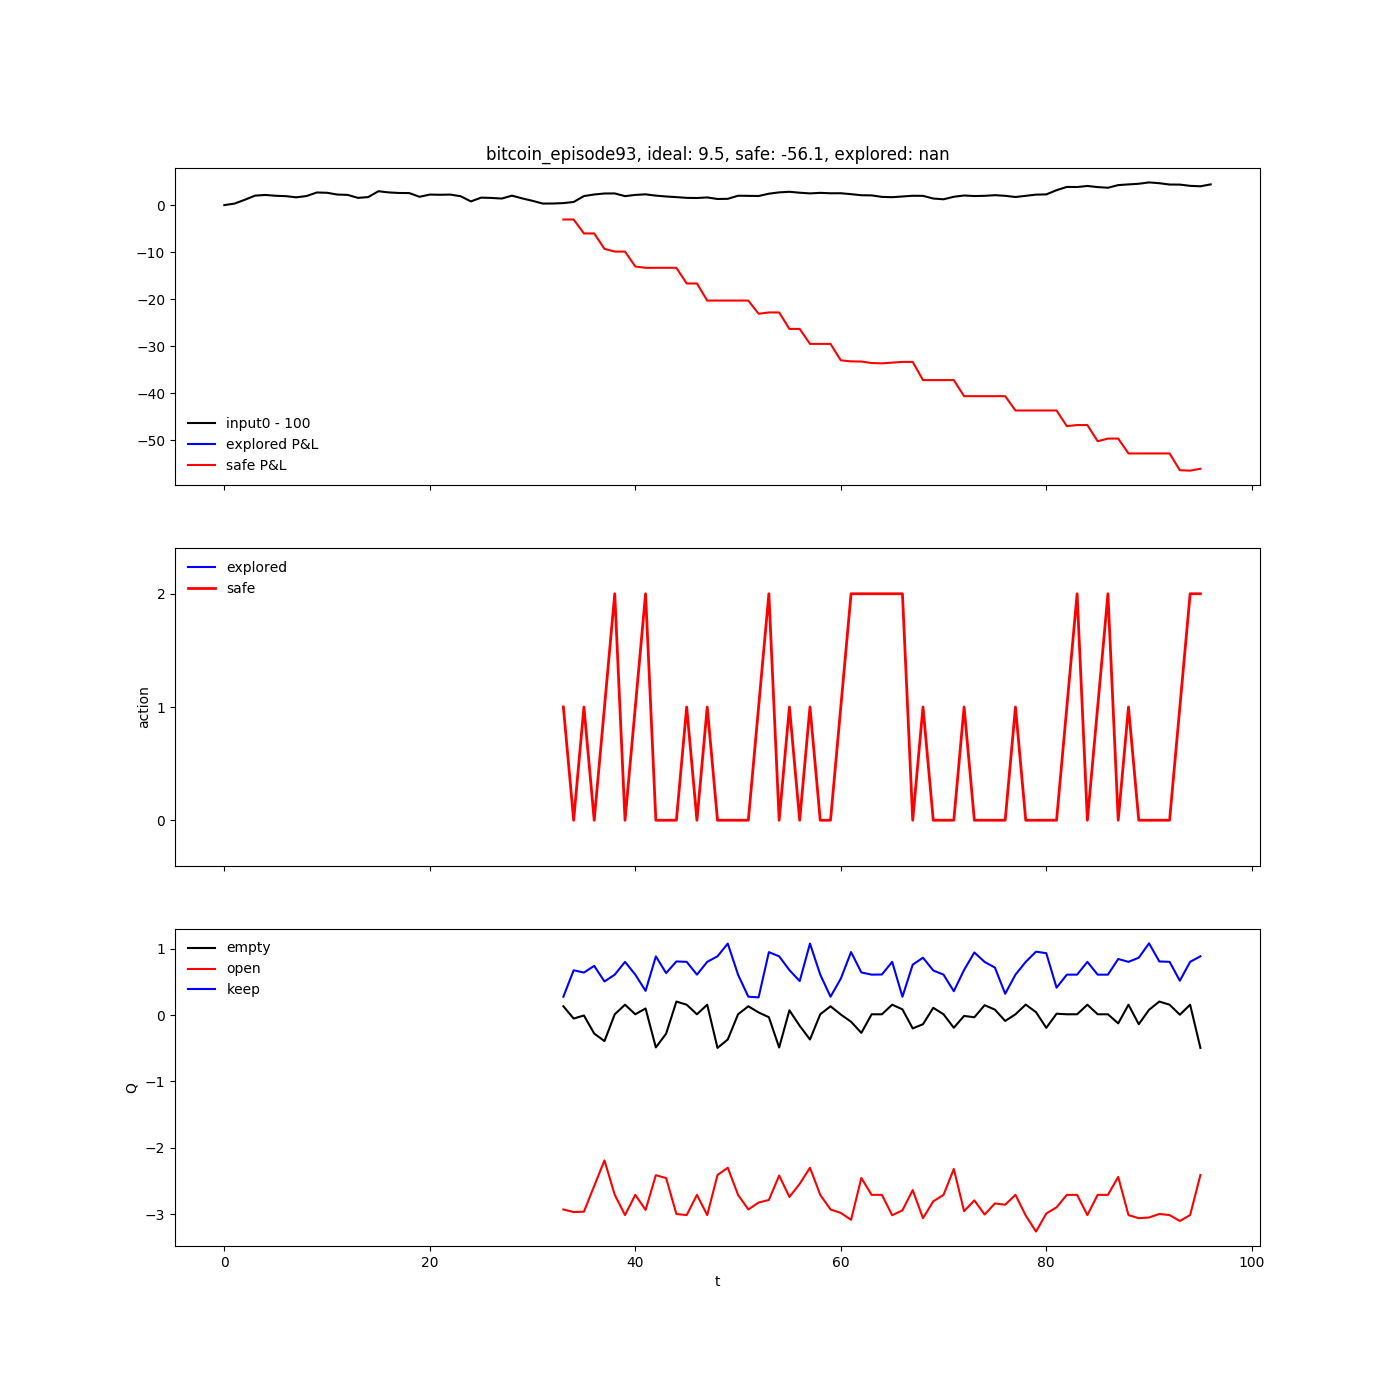 bitcoin_episode93, ideal: 9.5, safe: -56.1, explored: nan
0
−10
−20
−30
−40
−50
input0 - 100
explored P&L
safe P&L
explored
safe
2
1
0
action
empty
open
keep
1
0
−1
−2
−3
Q
0 20 40 60 80 100
t